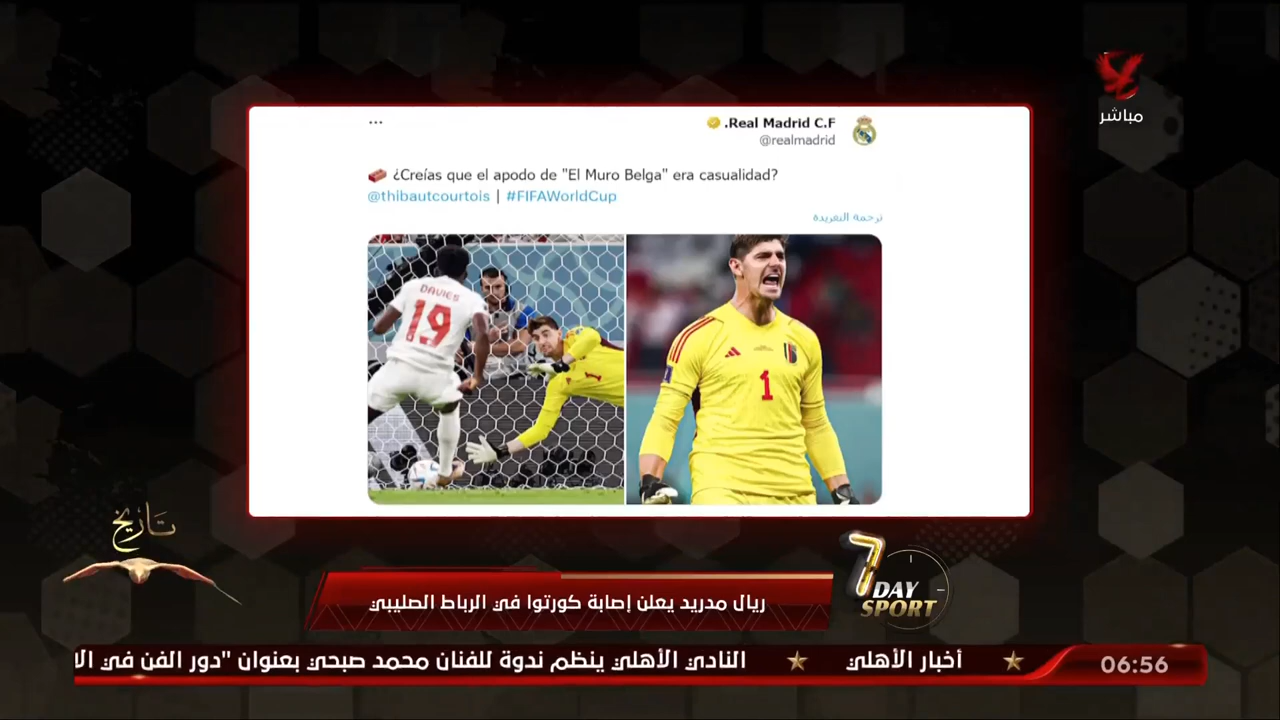 مباشر
Real Madrid C.F.
@realmadrid
¿Creías que el apodo de "El Muro Belga" era casualidad?
@thibautcourtois | #FIFAWorldCup
ترجمة التغريدة
DAVIES
19
1
1
تاريخ
7
DAY
SPORT
ريال مدريد يعلن إصابة كورتوا في الرباط الصليبي
06:56
أخبار الأهلي
النادي الأهلي ينظم ندوة للفنان محمد صبحي بعنوان "دور الفن في الا